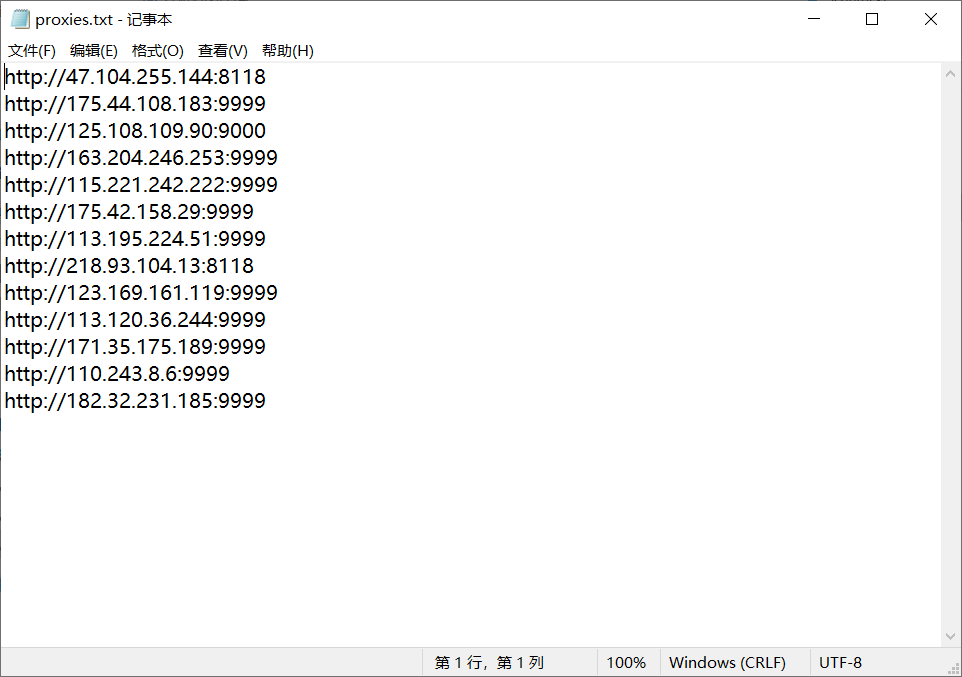 proxies.txt - 记事本
文件(F) 编辑(E) 格式(O) 查看(V) 帮助(H)
http://47.104.255.144:8118
http://175.44.108.183:9999
http://125.108.109.90:9000
http://163.204.246.253:9999
http://115.221.242.222:9999
http://175.42.158.29:9999
http://113.195.224.51:9999
http://218.93.104.13:8118
http://123.169.161.119:9999
http://113.120.36.244:9999
http://171.35.175.189:9999
http://110.243.8.6:9999
http://182.32.231.185:9999
第 1 行，第 1 列 100% Windows (CRLF) UTF-8